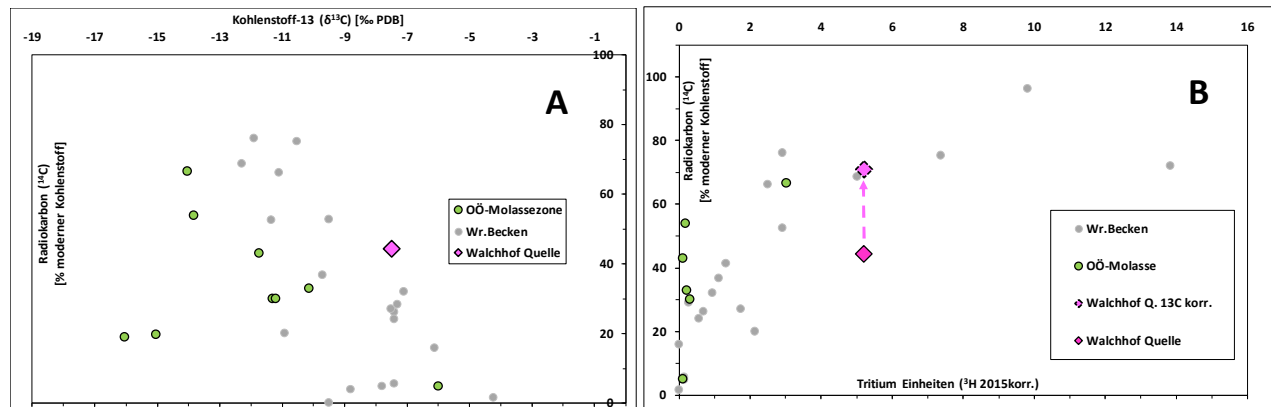 Kohlenstoff-13 (δ¹³C) [‰ PDB]
-19 -17 -15 -13 -11 -9 -7 -5 -3 -1
100
80
60
40
20
0
Radiokarbon (¹⁴C)
[% moderner Kohlenstoff]
A
OÖ-Molassezone
Wr.Becken
Walchhof Quelle
0 2 4 6 8 10 12 14 16
100
80
60
40
20
0
Radiokarbon (¹⁴C)
[% moderner Kohlenstoff]
B
Wr.Becken
OÖ-Molasse
Walchhof Q. 13C korr.
Walchhof Quelle
Tritium Einheiten (³H 2015korr.)